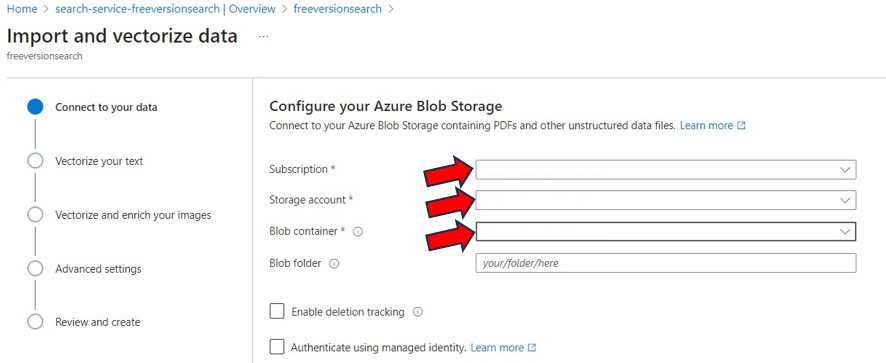 Home > search-service-freeversionsearch | Overview > freeversionsearch >
Import and vectorize data ...
freeversionsearch
Connect to your data
Vectorize your text
Vectorize and enrich your images
Advanced settings
Review and create
Configure your Azure Blob Storage
Connect to your Azure Blob Storage containing PDFs and other unstructured data files. Learn more
Subscription *
Storage account *
Blob container *
Blob folder
your/folder/here
Enable deletion tracking
Authenticate using managed identity. Learn more